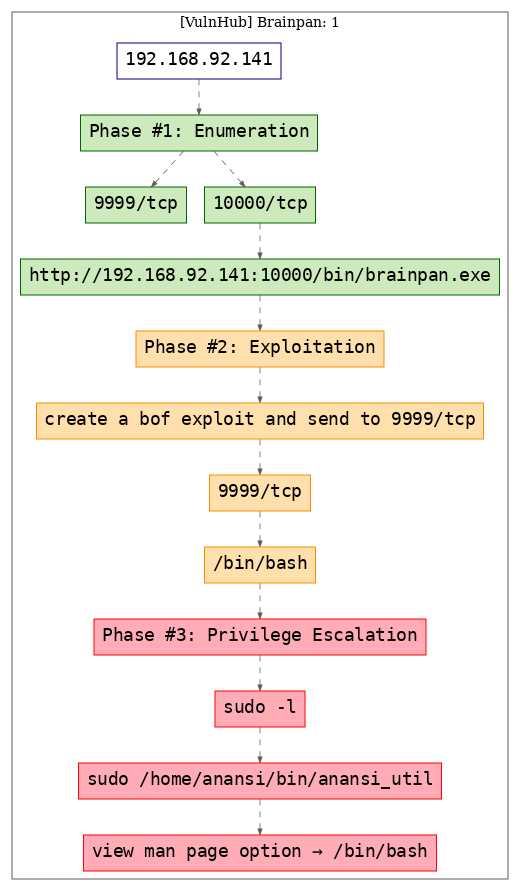 [VulnHub] Brainpan: 1
192.168.92.141
Phase #1: Enumeration
9999/tcp
10000/tcp
http://192.168.92.141:10000/bin/brainpan.exe
Phase #2: Exploitation
create a bof exploit and send to 9999/tcp
9999/tcp
/bin/bash
Phase #3: Privilege Escalation
sudo -l
sudo /home/anansi/bin/anansi_util
view man page option → /bin/bash